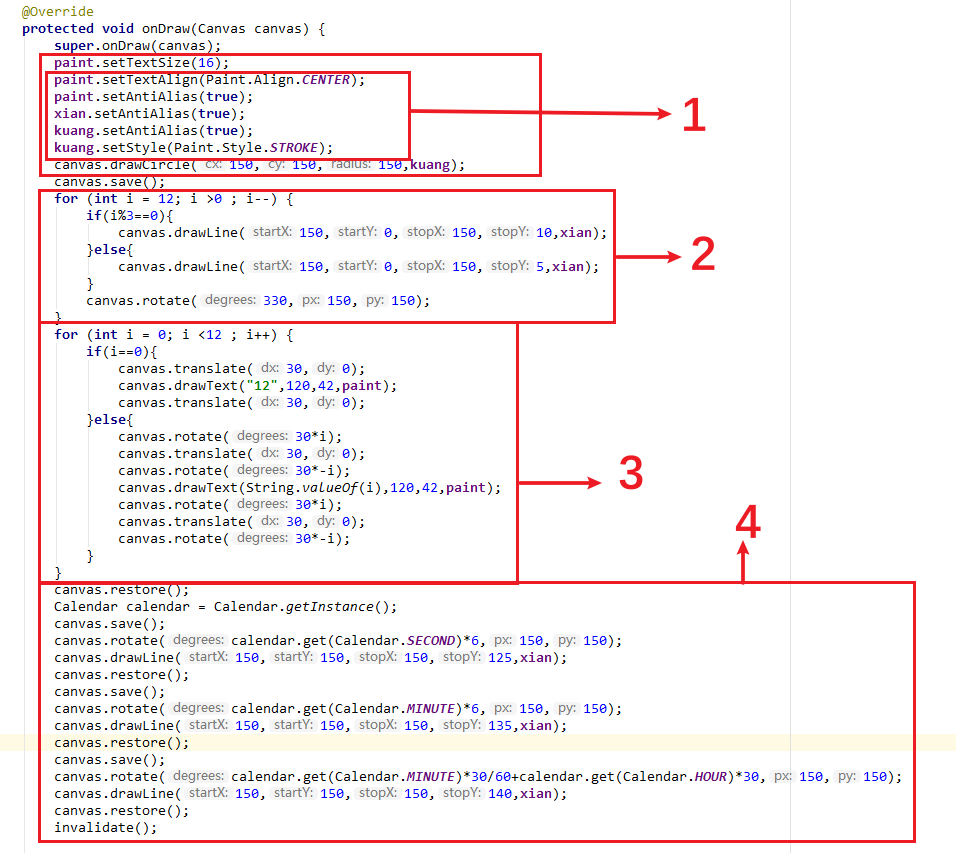 @Override
protected void onDraw(Canvas canvas) {
super.onDraw(canvas);
paint.setTextSize(16);
paint.setTextAlign(Paint.Align.CENTER);
paint.setAntiAlias(true);
xian.setAntiAlias(true);
kuang.setAntiAlias(true);
kuang.setStyle(Paint.Style.STROKE);
1
canvas.drawCircle( cx: 150, cy: 150, radius: 150,kuang);
canvas.save();
for (int i = 12; i >0 ; i--) {
if(i%3==0){
canvas.drawLine( startX: 150, startY: 0, stopX: 150, stopY: 10,xian);
}else{
2
canvas.drawLine( startX: 150, startY: 0, stopX: 150, stopY: 5,xian);
}
canvas.rotate( degrees: 330, px: 150, py: 150);
}
for (int i = 0; i <12 ; i++) {
if(i==0){
canvas.translate( dx: 30, dy: 0);
canvas.drawText("12",120,42,paint);
canvas.translate( dx: 30, dy: 0);
}else{
canvas.rotate( degrees: 30*i);
canvas.translate( dx: 30, dy: 0);
canvas.rotate( degrees: 30*-i);
3
canvas.drawText(String.valueOf(i),120,42,paint);
canvas.rotate( degrees: 30*i);
canvas.translate( dx: 30, dy: 0);
4
canvas.rotate( degrees: 30*-i);
}
}
canvas.restore();
Calendar calendar = Calendar.getInstance();
canvas.save();
canvas.rotate( degrees: calendar.get(Calendar.SECOND)*6, px: 150, py: 150);
canvas.drawLine( startX: 150, startY: 150, stopX: 150, stopY: 125,xian);
canvas.restore();
canvas.save();
canvas.rotate( degrees: calendar.get(Calendar.MINUTE)*6, px: 150, py: 150);
canvas.drawLine( startX: 150, startY: 150, stopX: 150, stopY: 135,xian);
canvas.restore();
canvas.save();
canvas.rotate( degrees: calendar.get(Calendar.MINUTE)*30/60+calendar.get(Calendar.HOUR)*30, px: 150, py: 150);
canvas.drawLine( startX: 150, startY: 150, stopX: 150, stopY: 140,xian);
canvas.restore();
invalidate();